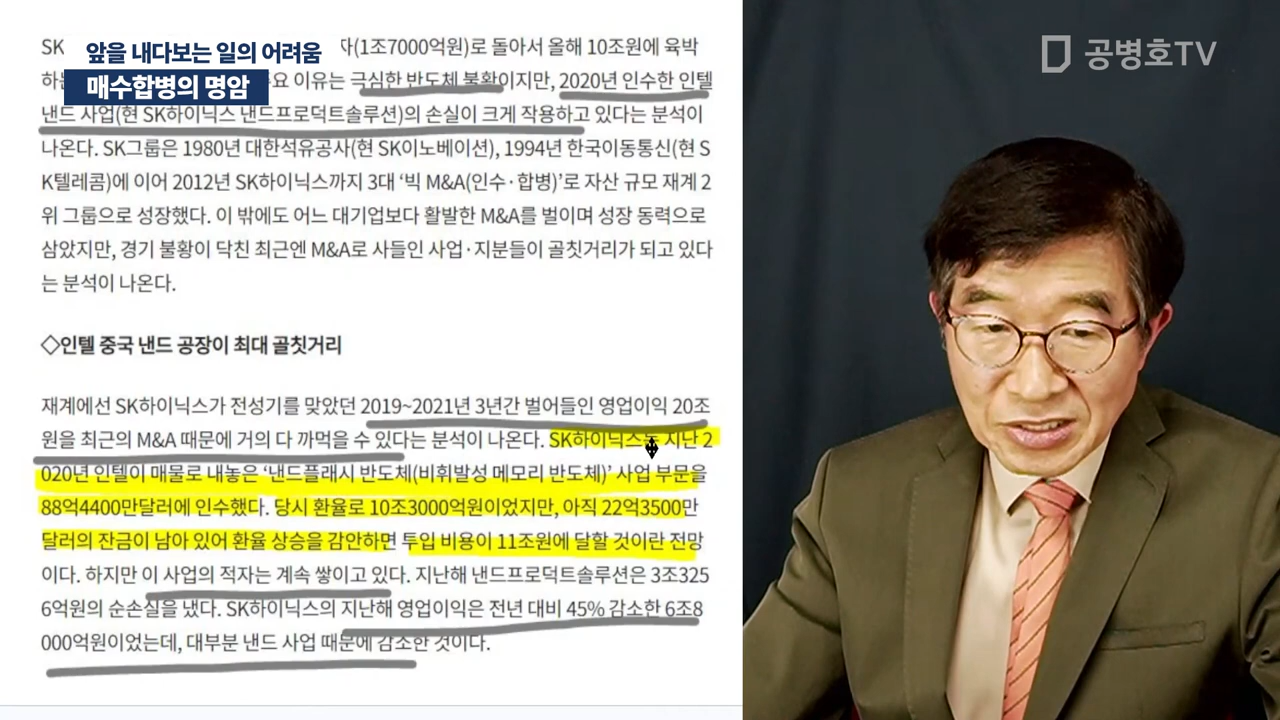 앞을 내다보는 일의 어려움
매수합병의 명암
공병호TV
SK 자(1조7000억원)로 돌아서 올해 10조원에 육박
하는 요 이유는 극심한 반도체 불황이지만, 2020년 인수한 인텔
낸드 사업(현 SK하이닉스 낸드프로덕트솔루션)의 손실이 크게 작용하고 있다는 분석이
나온다. SK그룹은 1980년 대한석유공사(현 SK이노베이션), 1994년 한국이동통신(현 S
K텔레콤)에 이어 2012년 SK하이닉스까지 3대 ‘빅 M&A(인수·합병)’로 자산 규모 재계 2
위 그룹으로 성장했다. 이 밖에도 어느 대기업보다 활발한 M&A를 벌이며 성장 동력으로
삼았지만, 경기 불황이 닥친 최근엔 M&A로 사들인 사업·지분들이 골칫거리가 되고 있다
는 분석이 나온다.
◇인텔 중국 낸드 공장이 최대 골칫거리
재계에선 SK하이닉스가 전성기를 맞았던 2019~2021년 3년간 벌어들인 영업이익 20조
원을 최근의 M&A 때문에 거의 다 까먹을 수 있다는 분석이 나온다. SK하이닉스는 지난 2
020년 인텔이 매물로 내놓은 ‘낸드플래시 반도체(비휘발성 메모리 반도체)’ 사업 부문을
88억4400만달러에 인수했다. 당시 환율로 10조3000억원이었지만, 아직 22억3500만
달러의 잔금이 남아 있어 환율 상승을 감안하면 투입 비용이 11조원에 달할 것이란 전망
이다. 하지만 이 사업의 적자는 계속 쌓이고 있다. 지난해 낸드프로덕트솔루션은 3조325
6억원의 순손실을 냈다. SK하이닉스의 지난해 영업이익은 전년 대비 45% 감소한 6조8
000억원이었는데, 대부분 낸드 사업 때문에 감소한 것이다.